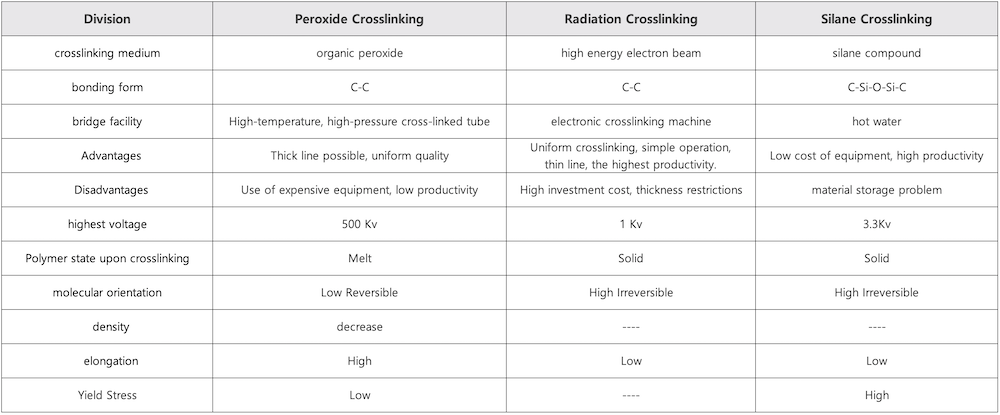 Division Peroxide Crosslinking Radiation Crosslinking Silane Crosslinking
crosslinking medium organic peroxide high energy electron beam silane compound
bonding form C-C C-C C-Si-O-Si-C
bridge facility High-temperature, high-pressure cross-linked tube electronic crosslinking machine hot water
Advantages Thick line possible, uniform quality Uniform crosslinking, simple operation, Low cost of equipment, high productivity
thin line, the highest productivity.
Disadvantages Use of expensive equipment, low productivity High investment cost, thickness restrictions material storage problem
highest voltage 500 Kv 1 Kv 3.3Kv
Polymer state upon crosslinking Melt Solid Solid
molecular orientation Low Reversible High Irreversible High Irreversible
density decrease ---- ----
elongation High Low Low
Yield Stress Low ---- High